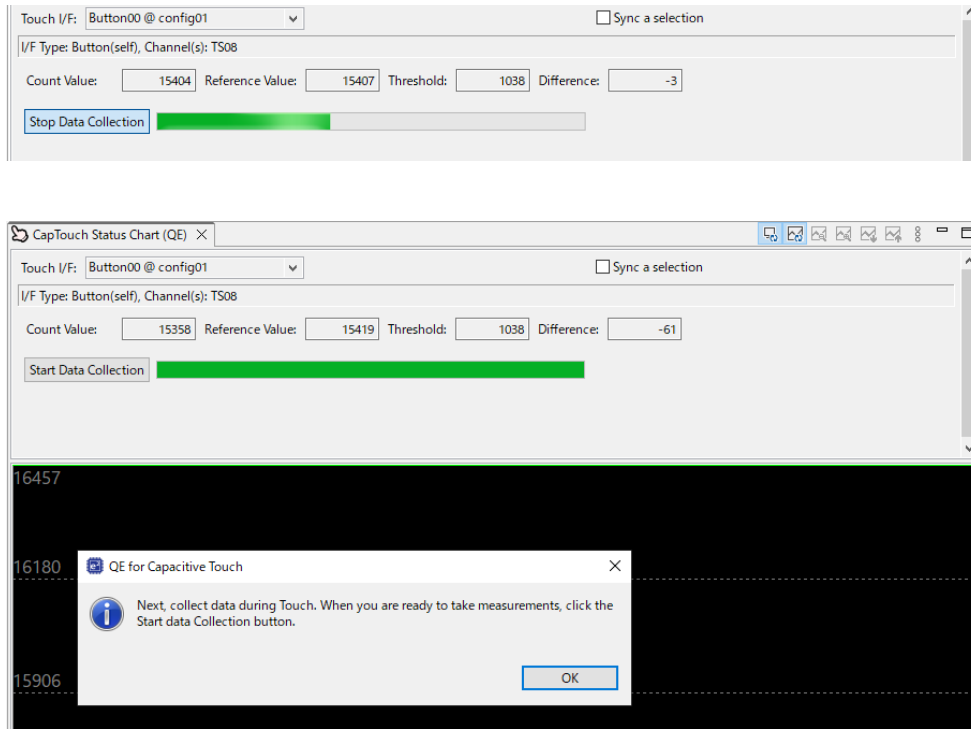 Touch I/F: Button00 @ config01 Sync a selection
I/F Type: Button(self), Channel(s): TS08
Count Value: 15404 Reference Value: 15407 Threshold: 1038 Difference: -3
Stop Data Collection
CapTouch Status Chart (QE)
Touch I/F: Button00 @ config01 Sync a selection
I/F Type: Button(self), Channel(s): TS08
Count Value: 15358 Reference Value: 15419 Threshold: 1038 Difference: -61
Start Data Collection
16457
16180
QE for Capacitive Touch
Next, collect data during Touch. When you are ready to take measurements, click the
Start data Collection button.
OK
15906